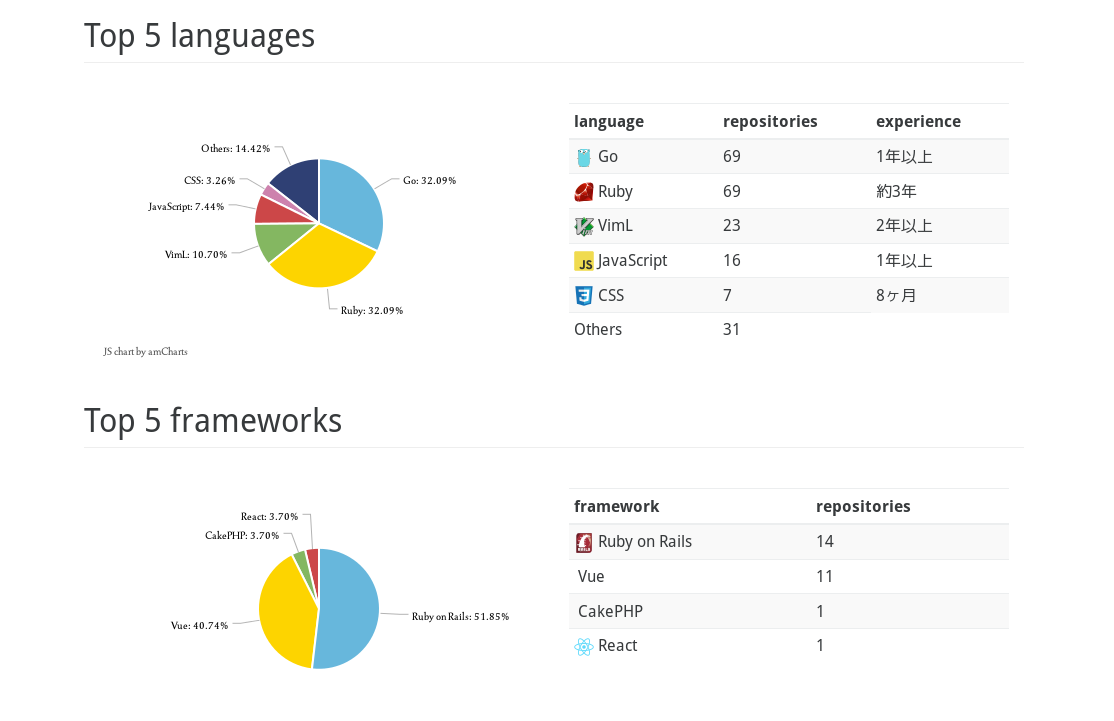 Top 5 languages
Others: 14.42%
CSS: 3.26%
JavaScript: 7.44%
VimL: 10.70%
Go: 32.09%
Ruby: 32.09%
JS chart by amCharts
language repositories experience
Go 69 1年以上
Ruby 69 約3年
VimL 23 2年以上
JS JavaScript 16 1年以上
CSS 7 8ヶ月
Others 31
Top 5 frameworks
React: 3.70%
CakePHP: 3.70%
Vue: 40.74%
Ruby on Rails: 51.85%
framework repositories
RAILS Ruby on Rails 14
Vue 11
CakePHP 1
React 1